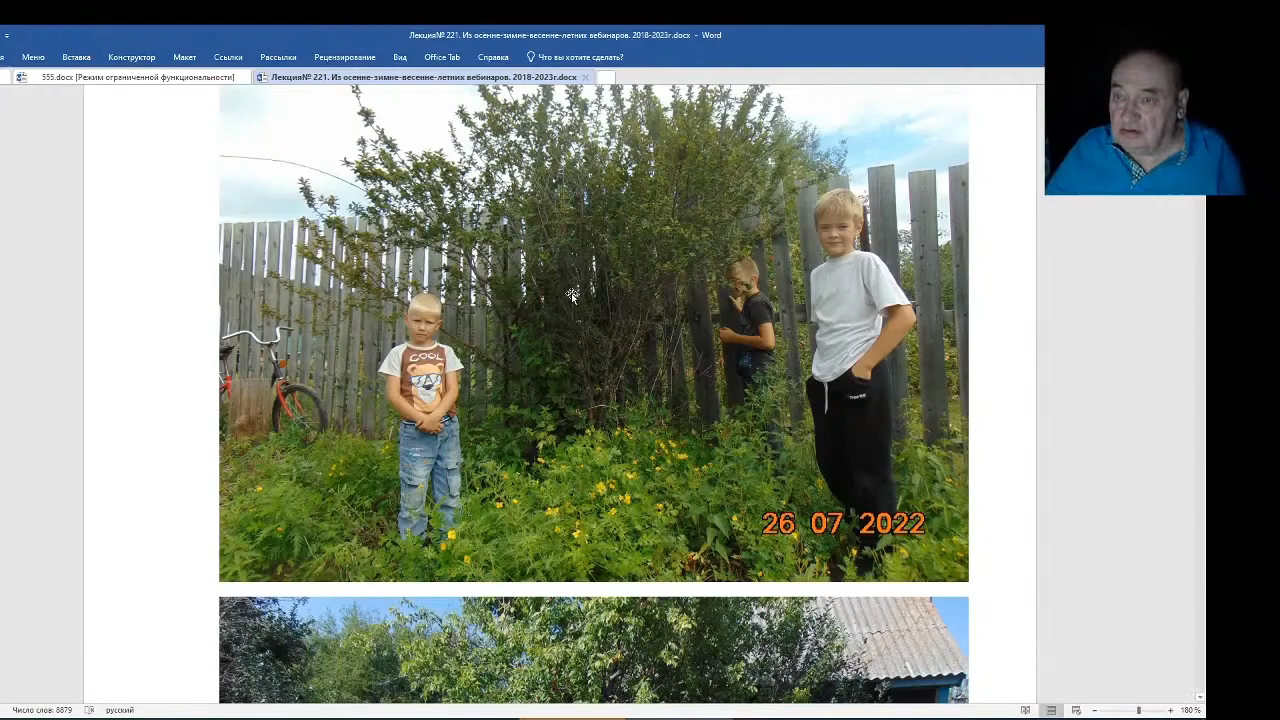 Лекция№ 221. Из осенне-зимне-весенне-летних вебинаров. 2018-2023г.docx - Word
я Меню Вставка Конструктор Макет Ссылки Рассылки Рецензирование Вид Office Tab Справка Что вы хотите сделать?
555.docx [Режим ограниченной функциональности] Лекция№ 221. Из осенне-зимне-весенне-летних вебинаров. 2018-2023г.docx
COOL
26 07 2022
Число слов: 8879 русский 180 %